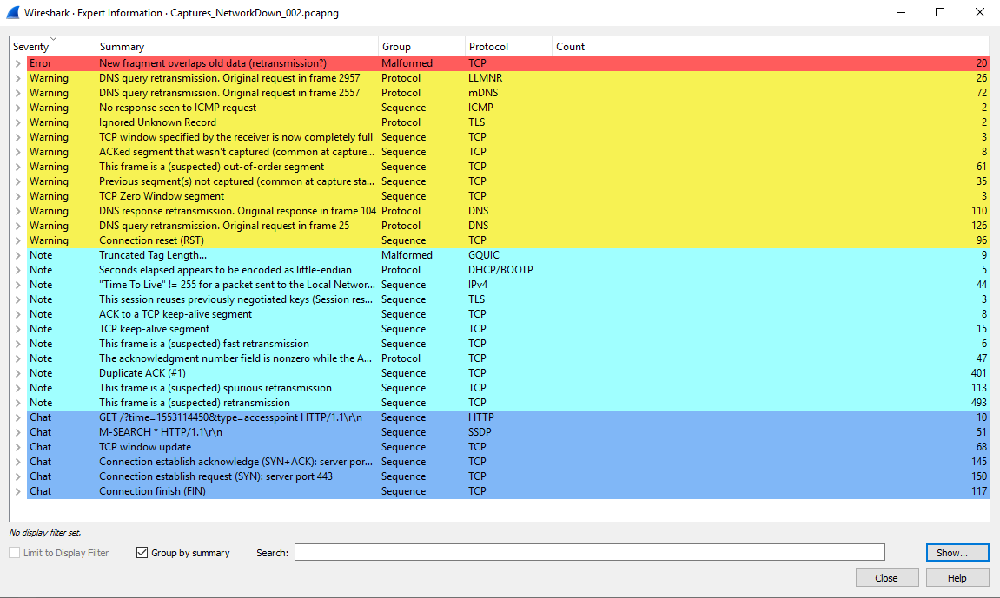 Wireshark · Expert Information · Captures_NetworkDown_002.pcapng
Severity Summary Group Protocol Count
Error New fragment overlaps old data (retransmission?) Malformed TCP 20
Warning DNS query retransmission. Original request in frame 2957 Protocol LLMNR 26
Warning DNS query retransmission. Original request in frame 2557 Protocol mDNS 72
Warning No response seen to ICMP request Sequence ICMP 2
Warning Ignored Unknown Record Protocol TLS 2
Warning TCP window specified by the receiver is now completely full Sequence TCP 3
Warning ACKed segment that wasn't captured (common at capture... Sequence TCP 8
Warning This frame is a (suspected) out-of-order segment Sequence TCP 61
Warning Previous segment(s) not captured (common at capture sta... Sequence TCP 35
Warning TCP Zero Window segment Sequence TCP 3
Warning DNS response retransmission. Original response in frame 104 Protocol DNS 110
Warning DNS query retransmission. Original request in frame 25 Protocol DNS 126
Warning Connection reset (RST) Sequence TCP 96
Note Truncated Tag Length... Malformed GQUIC 9
Note Seconds elapsed appears to be encoded as little-endian Protocol DHCP/BOOTP 5
Note "Time To Live" != 255 for a packet sent to the Local Networ... Sequence IPv4 44
Note This session reuses previously negotiated keys (Session res... Sequence TLS 3
Note ACK to a TCP keep-alive segment Sequence TCP 8
Note TCP keep-alive segment Sequence TCP 15
Note This frame is a (suspected) fast retransmission Sequence TCP 6
Note The acknowledgment number field is nonzero while the A... Protocol TCP 47
Note Duplicate ACK (#1) Sequence TCP 401
Note This frame is a (suspected) spurious retransmission Sequence TCP 113
Note This frame is a (suspected) retransmission Sequence TCP 493
Chat GET /?time=1553114450&type=accesspoint HTTP/1.1\r\n Sequence HTTP 10
Chat M-SEARCH * HTTP/1.1\r\n Sequence SSDP 51
Chat TCP window update Sequence TCP 68
Chat Connection establish acknowledge (SYN+ACK): server por... Sequence TCP 145
Chat Connection establish request (SYN): server port 443 Sequence TCP 150
Chat Connection finish (FIN) Sequence TCP 117
No display filter set.
Limit to Display Filter Group by summary Search: Show...
Close Help